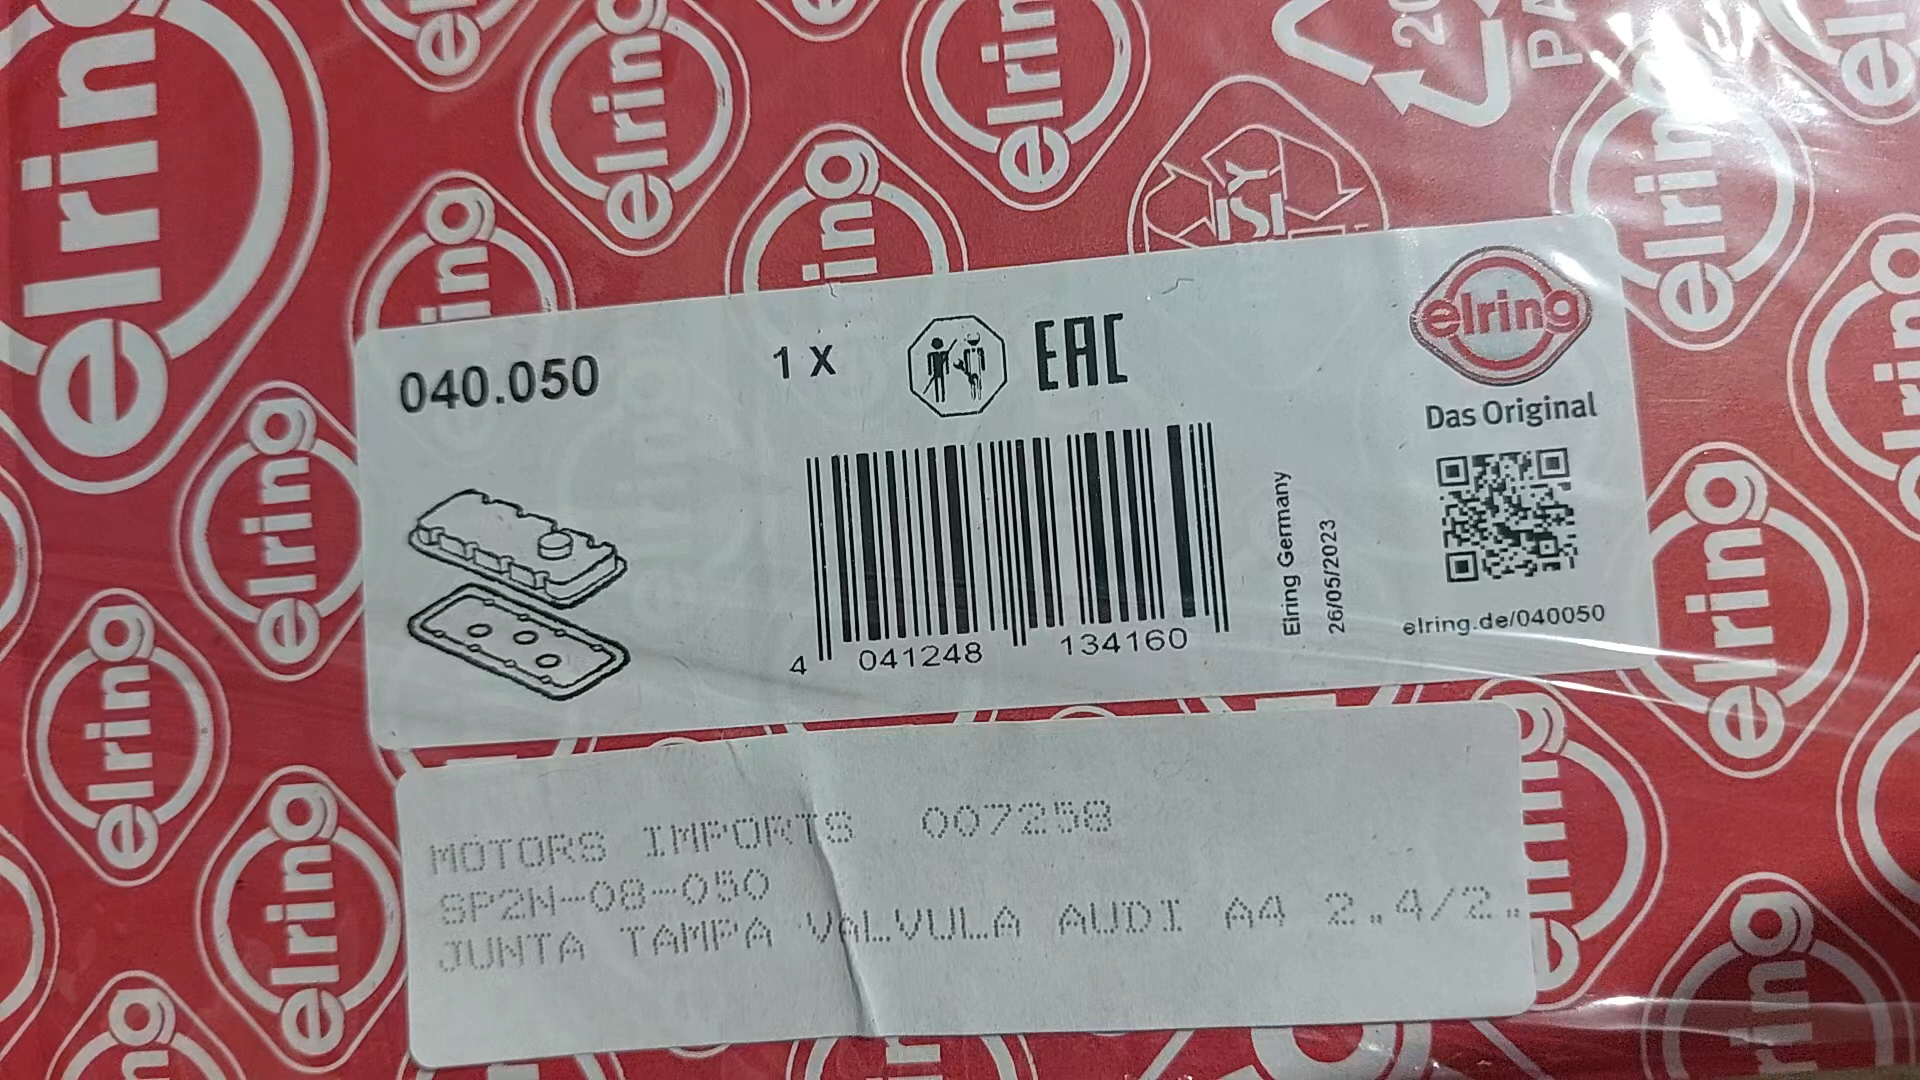 elring
040.050
1 X
EAC
elring
Das Original
4 041248 134160
Elring Germany
26/05/2023
elring.de/040050
MOTORS IMPORTS 007258
SP2N-08-050
JUNTA TAMPA VALVULA AUDI A4 2.4/2.